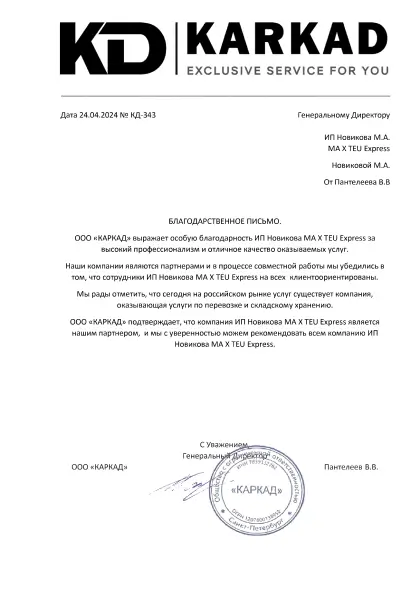 KD KARKAD
EXCLUSIVE SERVICE FOR YOU
Дата 24.04.2024 № КД-343
Генеральному Директору
ИП Новикова М.А.
MA X TEU Express
Новиковой М.А.
От Пантелеева В.В
БЛАГОДАРСТВЕННОЕ ПИСЬМО.
ООО «КАРКАД» выражает особую благодарность ИП Новикова MA X TEU Express за
высокий профессионализм и отличное качество оказываемых услуг.
Наши компании являются партнерами и в процессе совместной работы мы убедились в
том, что сотрудники ИП Новикова MA X TEU Express на всех клиентоориентированы.
Мы рады отметить, что сегодня на российском рынке услуг существует компания,
оказывающая услуги по перевозке и складскому хранению.
ООО «КАРКАД» подтверждает, что компания ИП Новикова MA X TEU Express является
нашим партнером, и мы с уверенностью можем рекомендовать всем компанию ИП
Новикова MA X TEU Express.
С Уважением,
Генеральный Директор
ООО «КАРКАД»
Пантелеев В.В.
Общество с ограниченной ответственностью
«КАРКАД»
Санкт-Петербург